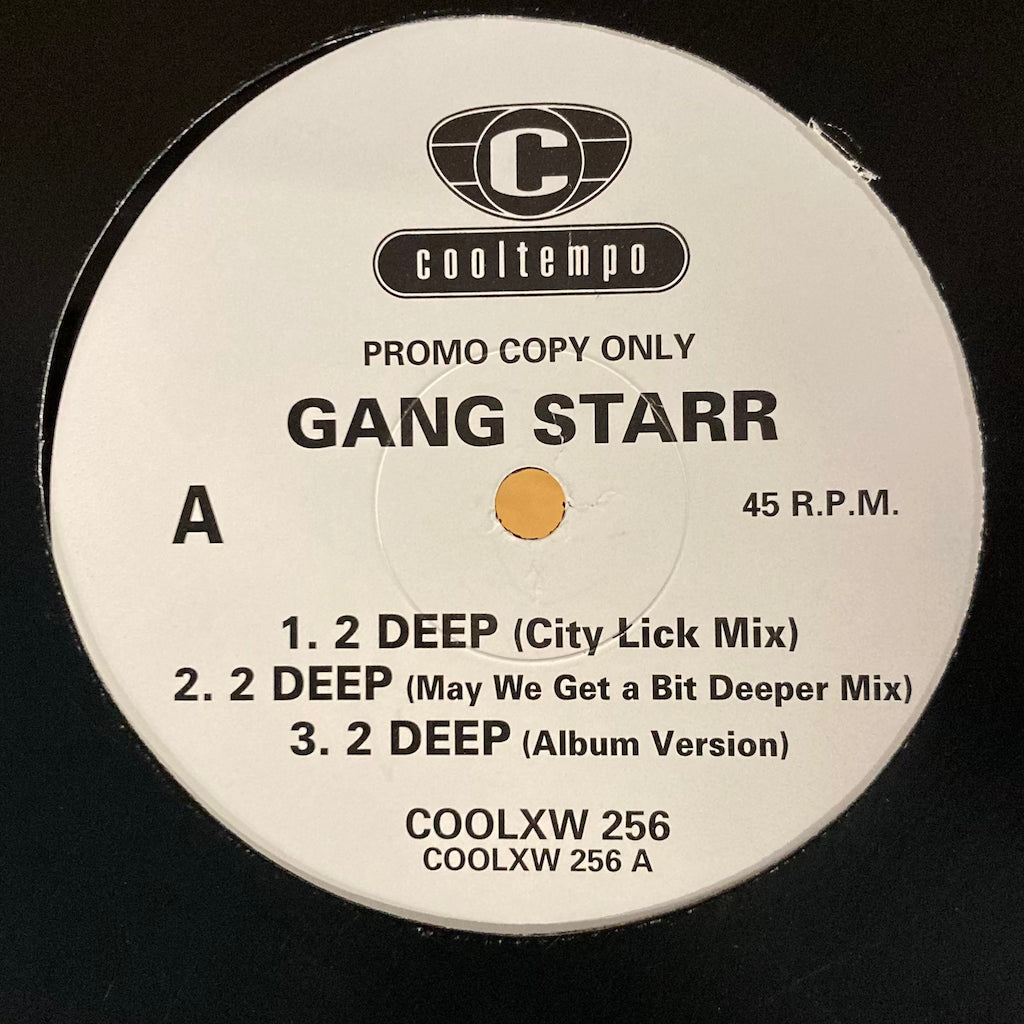 C
cooltempo
PROMO COPY ONLY
GANG STARR
A
45 R.P.M.
1. 2 DEEP (City Lick Mix)
2. 2 DEEP (May We Get a Bit Deeper Mix)
3. 2 DEEP (Album Version)
COOLXW 256
COOLXW 256 A